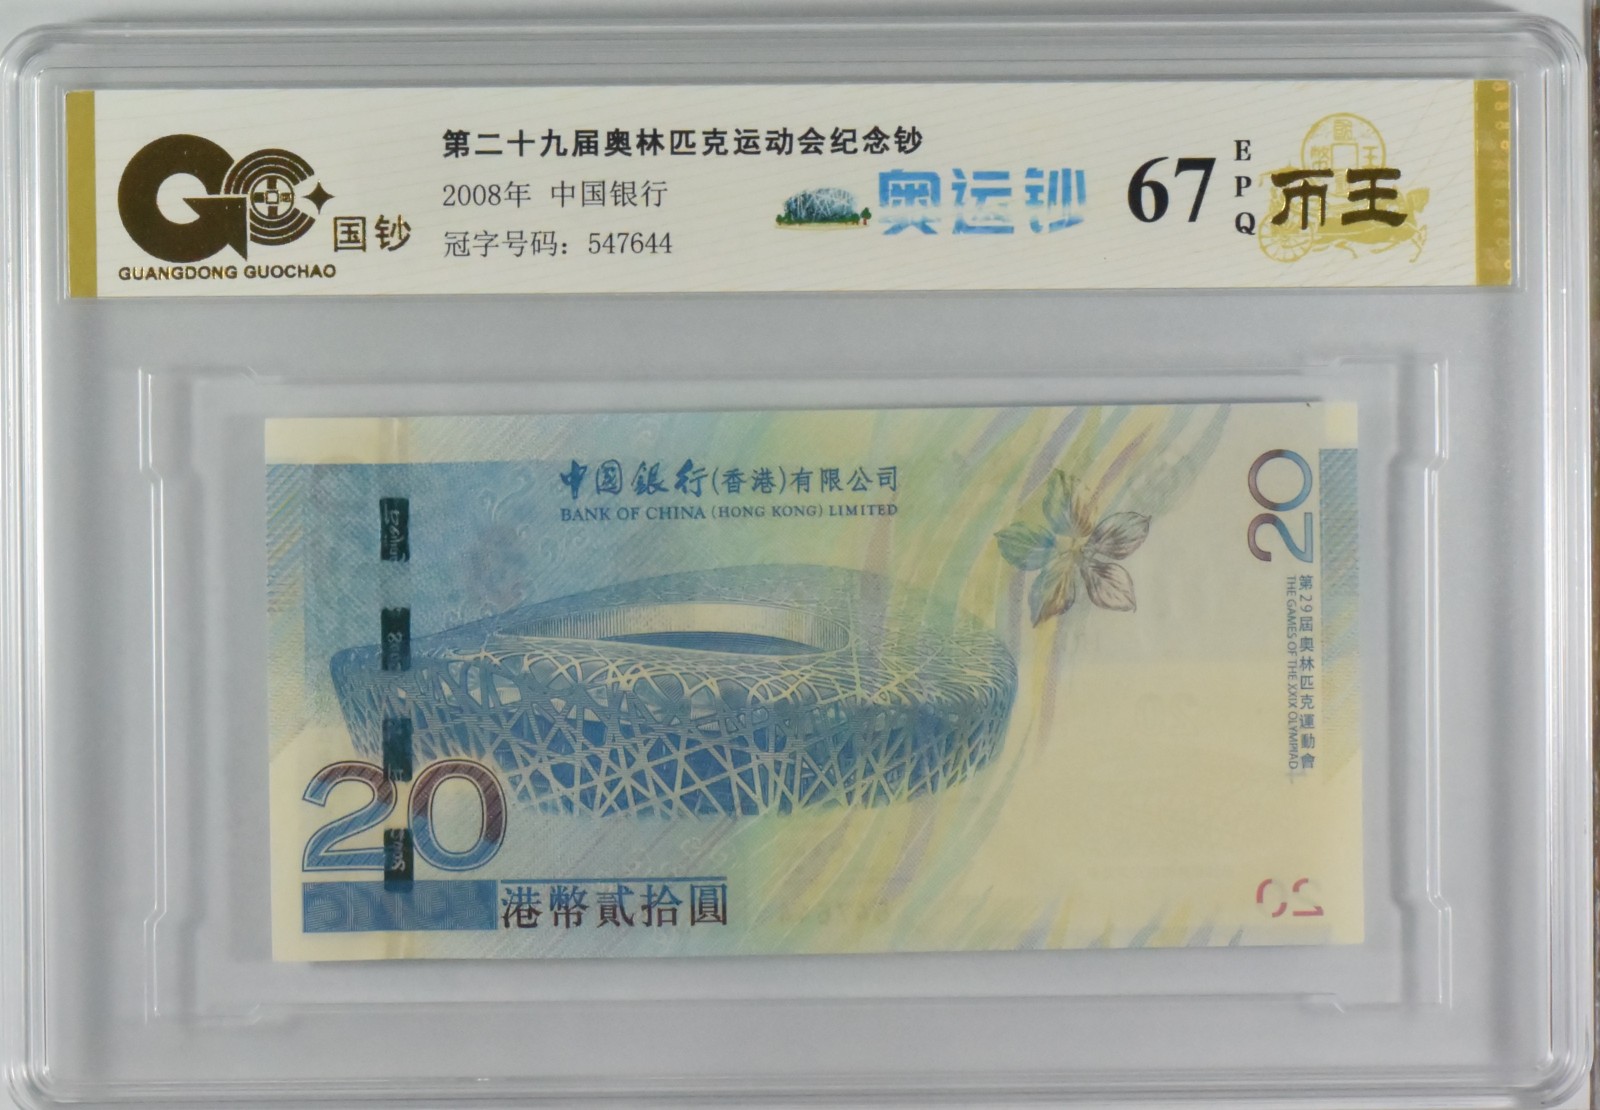 第二十九届奥林匹克运动会纪念钞
2008年 中国银行
冠字号码：547644
国钞
GUANGDONG GUOCHAO
奥运钞
67
EPQ
币王
中国銀行(香港)有限公司
BANK OF CHINA (HONG KONG) LIMITED
20
第29屆奧林匹克運動會
THE GAMES OF THE XXIX OLYMPIAD
20
港幣貳拾圓
20